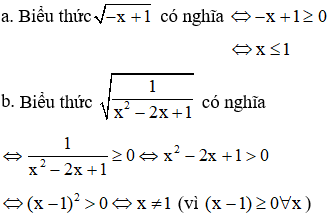 a. Biểu thức √(-x+1) có nghĩa ⇔ -x+1 ≥ 0
⇔ x ≤ 1
b. Biểu thức √(1/(x² - 2x + 1)) có nghĩa
⇔ 1/(x² - 2x + 1) ≥ 0 ⇔ x² - 2x + 1 > 0
⇔ (x - 1)² > 0 ⇔ x ≠ 1 (vì (x - 1) ≥ 0∀x)